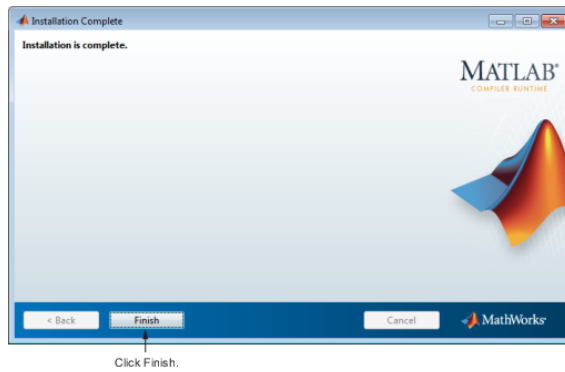 Installation Complete
Installation is complete.
MATLAB®
COMPILER RUNTIME
< Back
Finish
Cancel
MathWorks®
Click Finish.